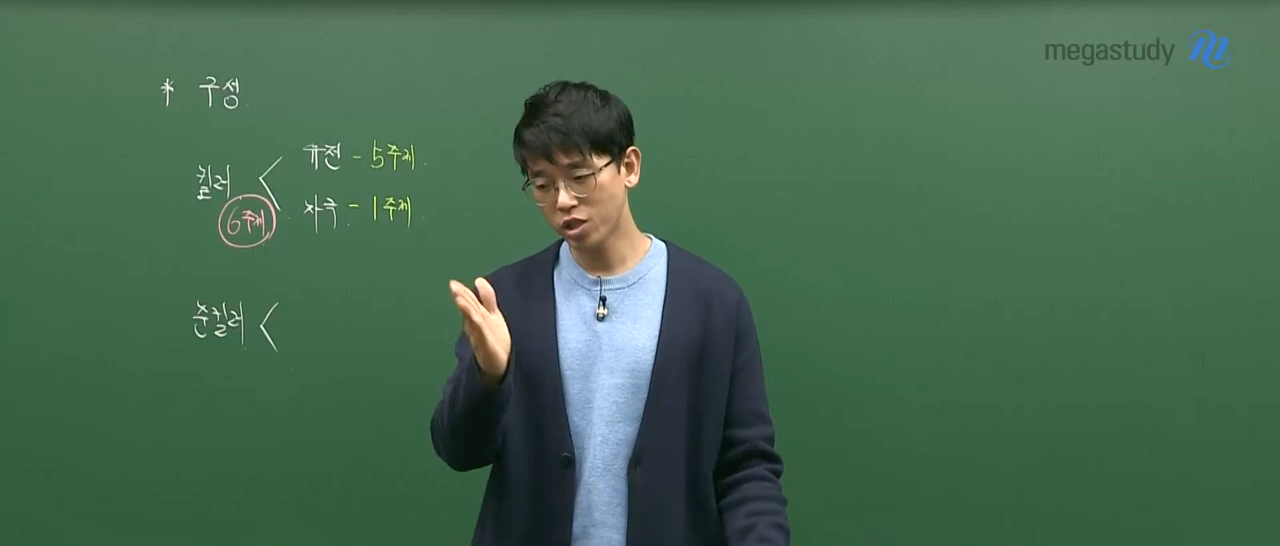 megastudy
* 구성
킬러 < 유전 - 5주제.
6주제 자극 - 1주제.
준킬러 <